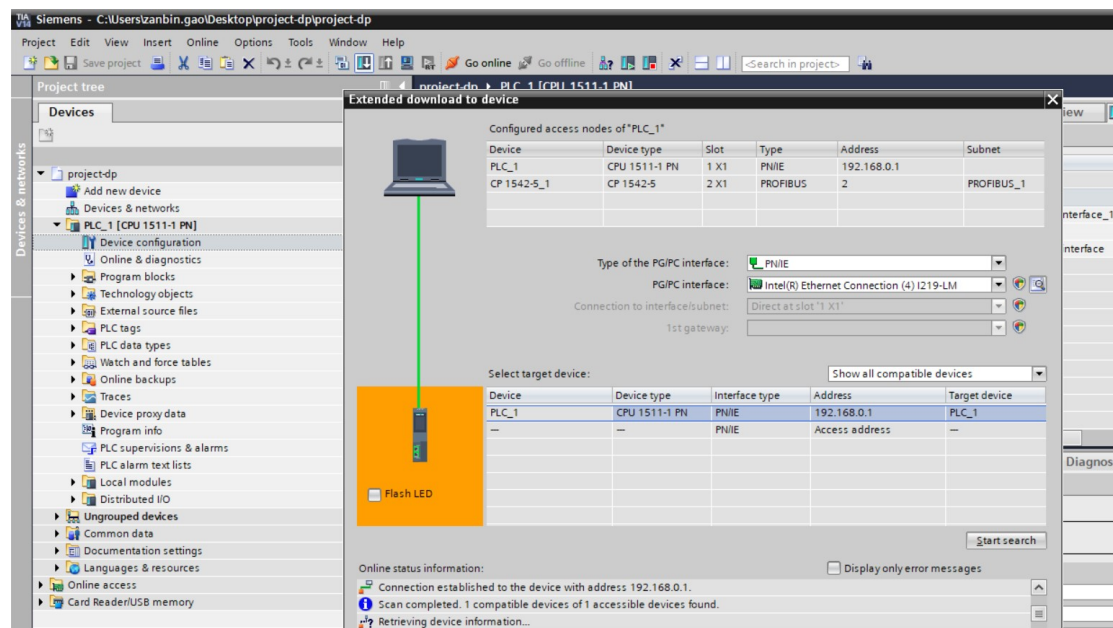 Siemens - C:\Users\zanbin.gao\Desktop\project-dp\project-dp
Project Edit View Insert Online Options Tools Window Help
Save project Go online Go offline <Search in project>
Project tree
project-dp PLC_1 [CPU 1511-1 PN]
Devices
Devices & networks
project-dp
Add new device
Devices & networks
PLC_1 [CPU 1511-1 PN]
Device configuration
Online & diagnostics
Program blocks
Technology objects
External source files
PLC tags
PLC data types
Watch and force tables
Online backups
Traces
Device proxy data
Program info
PLC supervisions & alarms
PLC alarm text lists
Local modules
Distributed I/O
Ungrouped devices
Common data
Documentation settings
Languages & resources
Online access
Card Reader/USB memory
Extended download to device
Configured access nodes of "PLC_1"
Device Device type Slot Type Address Subnet
PLC_1 CPU 1511-1 PN 1 X1 PN/IE 192.168.0.1
CP 1542-5_1 CP 1542-5 2 X1 PROFIBUS 2 PROFIBUS_1
Type of the PG/PC interface: PN/IE
PG/PC interface: Intel(R) Ethernet Connection (4) I219-LM
Connection to interface/subnet: Direct at slot '1 X1'
1st gateway:
Select target device: Show all compatible devices
Device Device type Interface type Address Target device
PLC_1 CPU 1511-1 PN PN/IE 192.168.0.1 PLC_1
— — PN/IE Access address —
Flash LED
Start search
Online status information: Display only error messages
Connection established to the device with address 192.168.0.1.
Scan completed. 1 compatible devices of 1 accessible devices found.
Retrieving device information...
iew
nterface_1
nterface
Diagnos